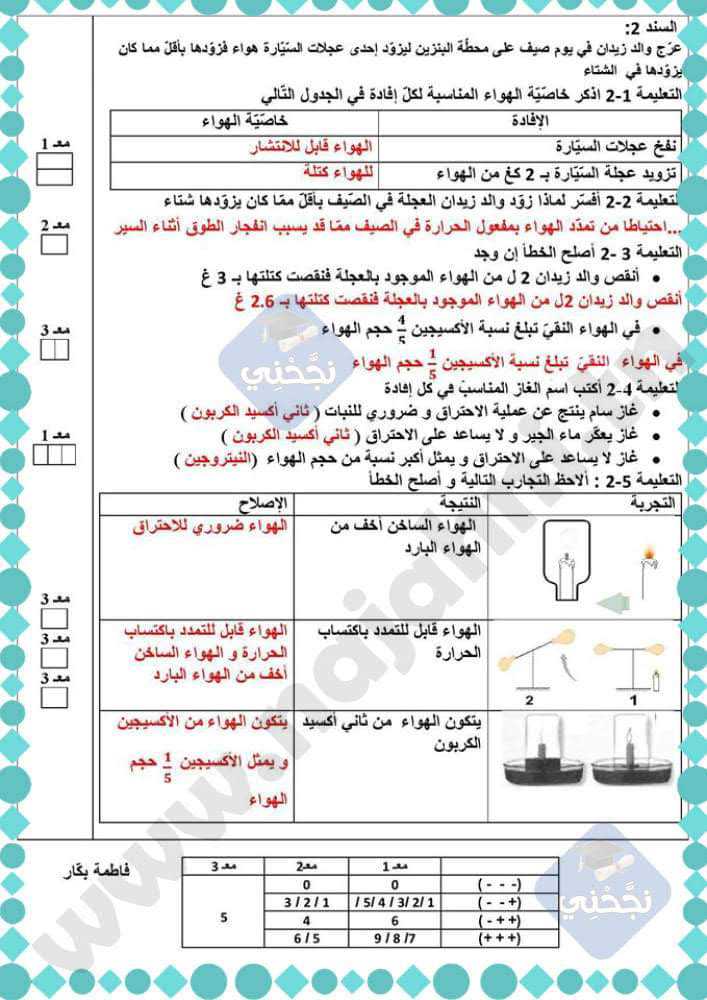 السند 2:
عرّج والد زيدان في يوم صيف على محطّة البنزين ليزوّد إحدى عجلات السّيّارة هواء فزوّدها بأقلّ مما كان
يزوّدها في الشتاء
التعليمة 1-2 اذكر خاصّيّة الهواء المناسبة لكلّ إفادة في الجدول التّالي
الإفادة
خاصّيّة الهواء
نفخ عجلات السيّارة
الهواء قابل للانتشار
تزويد عجلة السّيّارة بـ 2 كغ من الهواء
للهواء كتلة
مع 1
لتعليمة 2-2 أفسّر لماذا زوّد والد زيدان العجلة في الصّيف بأقلّ ممّا كان يزوّدها شتاء
...احتياطا من تمدّد الهواء بمفعول الحرارة في الصيف ممّا قد يسبب انفجار الطوق أثناء السير
مع 2
التعليمة 3 -2 أصلح الخطأ إن وجد
• أنقص والد زيدان 2 ل من الهواء الموجود بالعجلة فنقصت كتلتها بـ 3 غ
أنقص والد زيدان 2ل من الهواء الموجود بالعجلة فنقصت كتلتها بـ 2.6 غ
• في الهواء النقيّ تبلغ نسبة الأكسيجين 4/5 حجم الهواء
مع 3
في الهواء النقيّ تبلغ نسبة الأكسيجين 1/5 حجم الهواء
نجّحْنِي
لتعليمة 4-2 أكتب اسم الغاز المناسب في كل إفادة
• غاز سام ينتج عن عملية الاحتراق و ضروري للنبات ( ثاني أكسيد الكربون )
• غاز يعكّر ماء الجير و لا يساعد على الاحتراق ( ثاني أكسيد الكربون )
مع 1
• غاز لا يساعد على الاحتراق و يمثل أكبر نسبة من حجم الهواء (النيتروجين )
التعليمة 5-2 : ألاحظ التجارب التالية و أصلح الخطأ
التجربة
النتيجة
الإصلاح
الهواء الساخن أخف من
الهواء البارد
الهواء ضروري للاحتراق
مع 3
مع 3
مع 3
الهواء قابل للتمدد باكتساب
الحرارة
الهواء قابل للتمدد باكتساب
الحرارة و الهواء الساخن
أخف من الهواء البارد
1
2
يتكون الهواء من ثاني أكسيد
الكربون
يتكون الهواء من الأكسيجين
و يمثل الأكسيجين 1/5 حجم
الهواء
فاطمة بكّار
مع 1
مع2
مع 3
( - - -)
0
0
5
( - - +)
1 /2 /3 /4 /5 /
1 / 2 / 3
( - + +)
6
4
( + + +)
7/ 8 / 9
5 / 6
نجّحْنِي